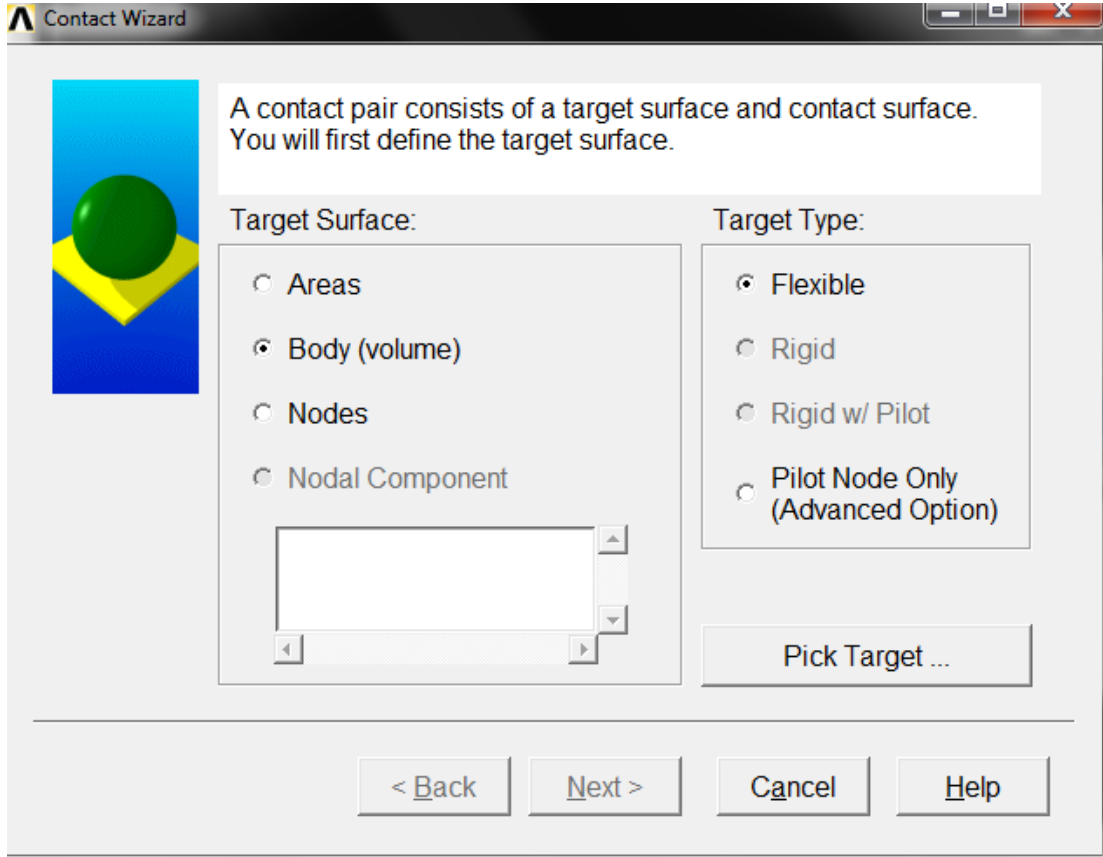 Contact Wizard
A contact pair consists of a target surface and contact surface.
You will first define the target surface.
Target Surface:
Areas
Body (volume)
Nodes
Nodal Component
Target Type:
Flexible
Rigid
Rigid w/ Pilot
Pilot Node Only
(Advanced Option)
Pick Target ...
< Back
Next >
Cancel
Help